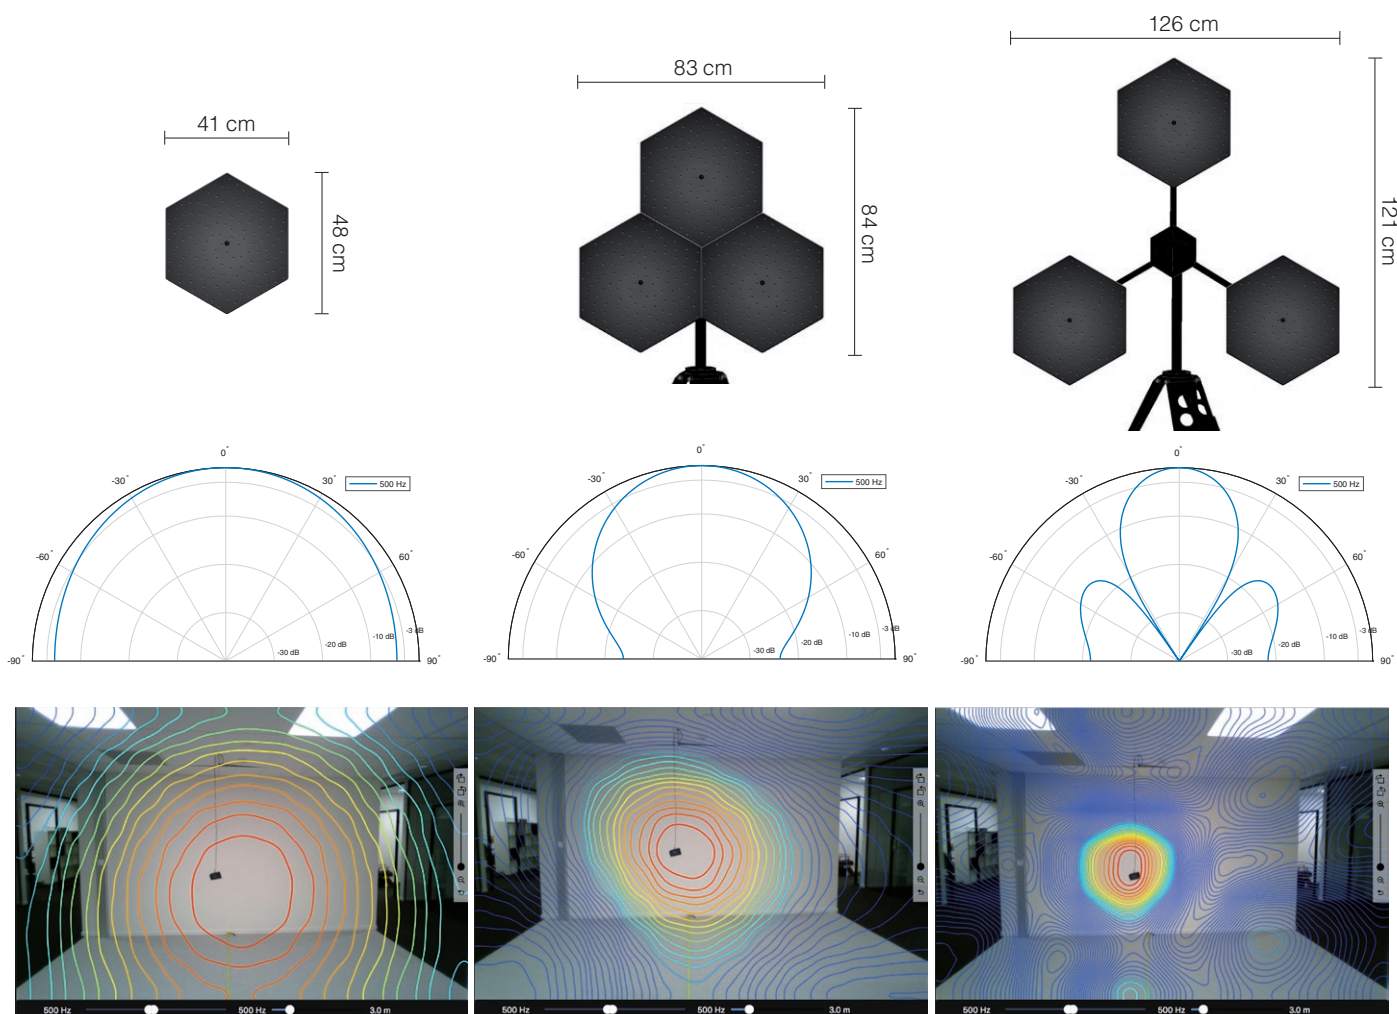 126 cm
83 cm
41 cm
48 cm
84 cm
121 cm
0°
-30° 30°
500 Hz
-60° 60°
-30 dB -20 dB -10 dB -3 dB
-90° 90°
0°
-30° 30°
500 Hz
-60° 60°
-30 dB -20 dB -10 dB -3 dB
-90° 90°
0°
-30° 30°
500 Hz
-60° 60°
-30 dB -20 dB -10 dB -3 dB
-90° 90°
500 Hz 500 Hz 3.0 m
500 Hz 500 Hz 3.0 m
500 Hz 500 Hz 3.0 m